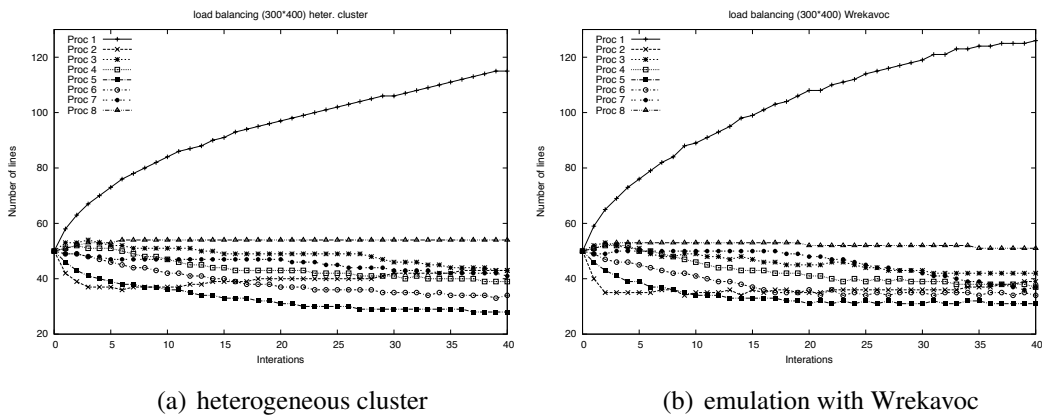 load balancing (300*400) heter. cluster
Proc 1
Proc 2
Proc 3
Proc 4
Proc 5
Proc 6
Proc 7
Proc 8
120
100
80
60
40
20
Number of lines
0
5
10
15
20
25
30
35
40
Interations
(a) heterogeneous cluster
load balancing (300*400) Wrekavoc
Proc 1
Proc 2
Proc 3
Proc 4
Proc 5
Proc 6
Proc 7
Proc 8
120
100
80
60
40
20
Number of lines
0
5
10
15
20
25
30
35
40
Interations
(b) emulation with Wrekavoc